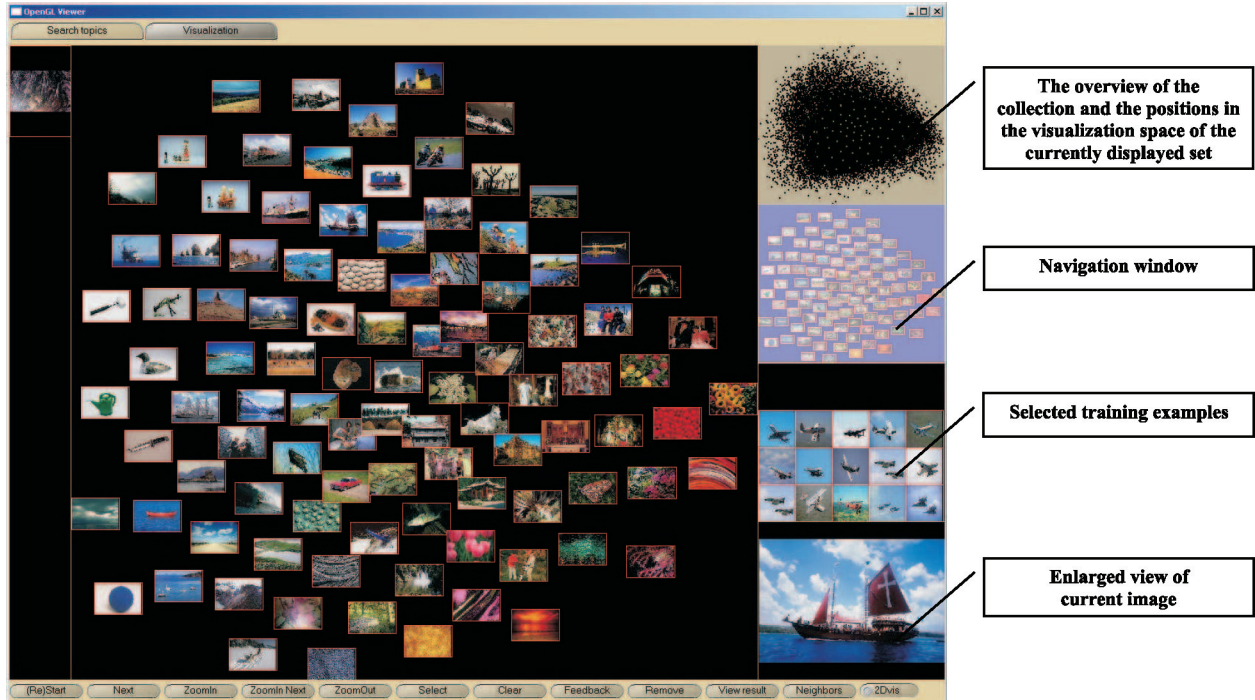 OpenGL Viewer
Search topics
Visualization
The overview of the
collection and the positions in
the visualization space of the
currently displayed set
Navigation window
Selected training examples
Enlarged view of
current image
(Re)Start
Next
ZoomIn
ZoomIn Next
ZoomOut
Select
Clear
Feedback
Remove
View result
Neighbors
2Dvis